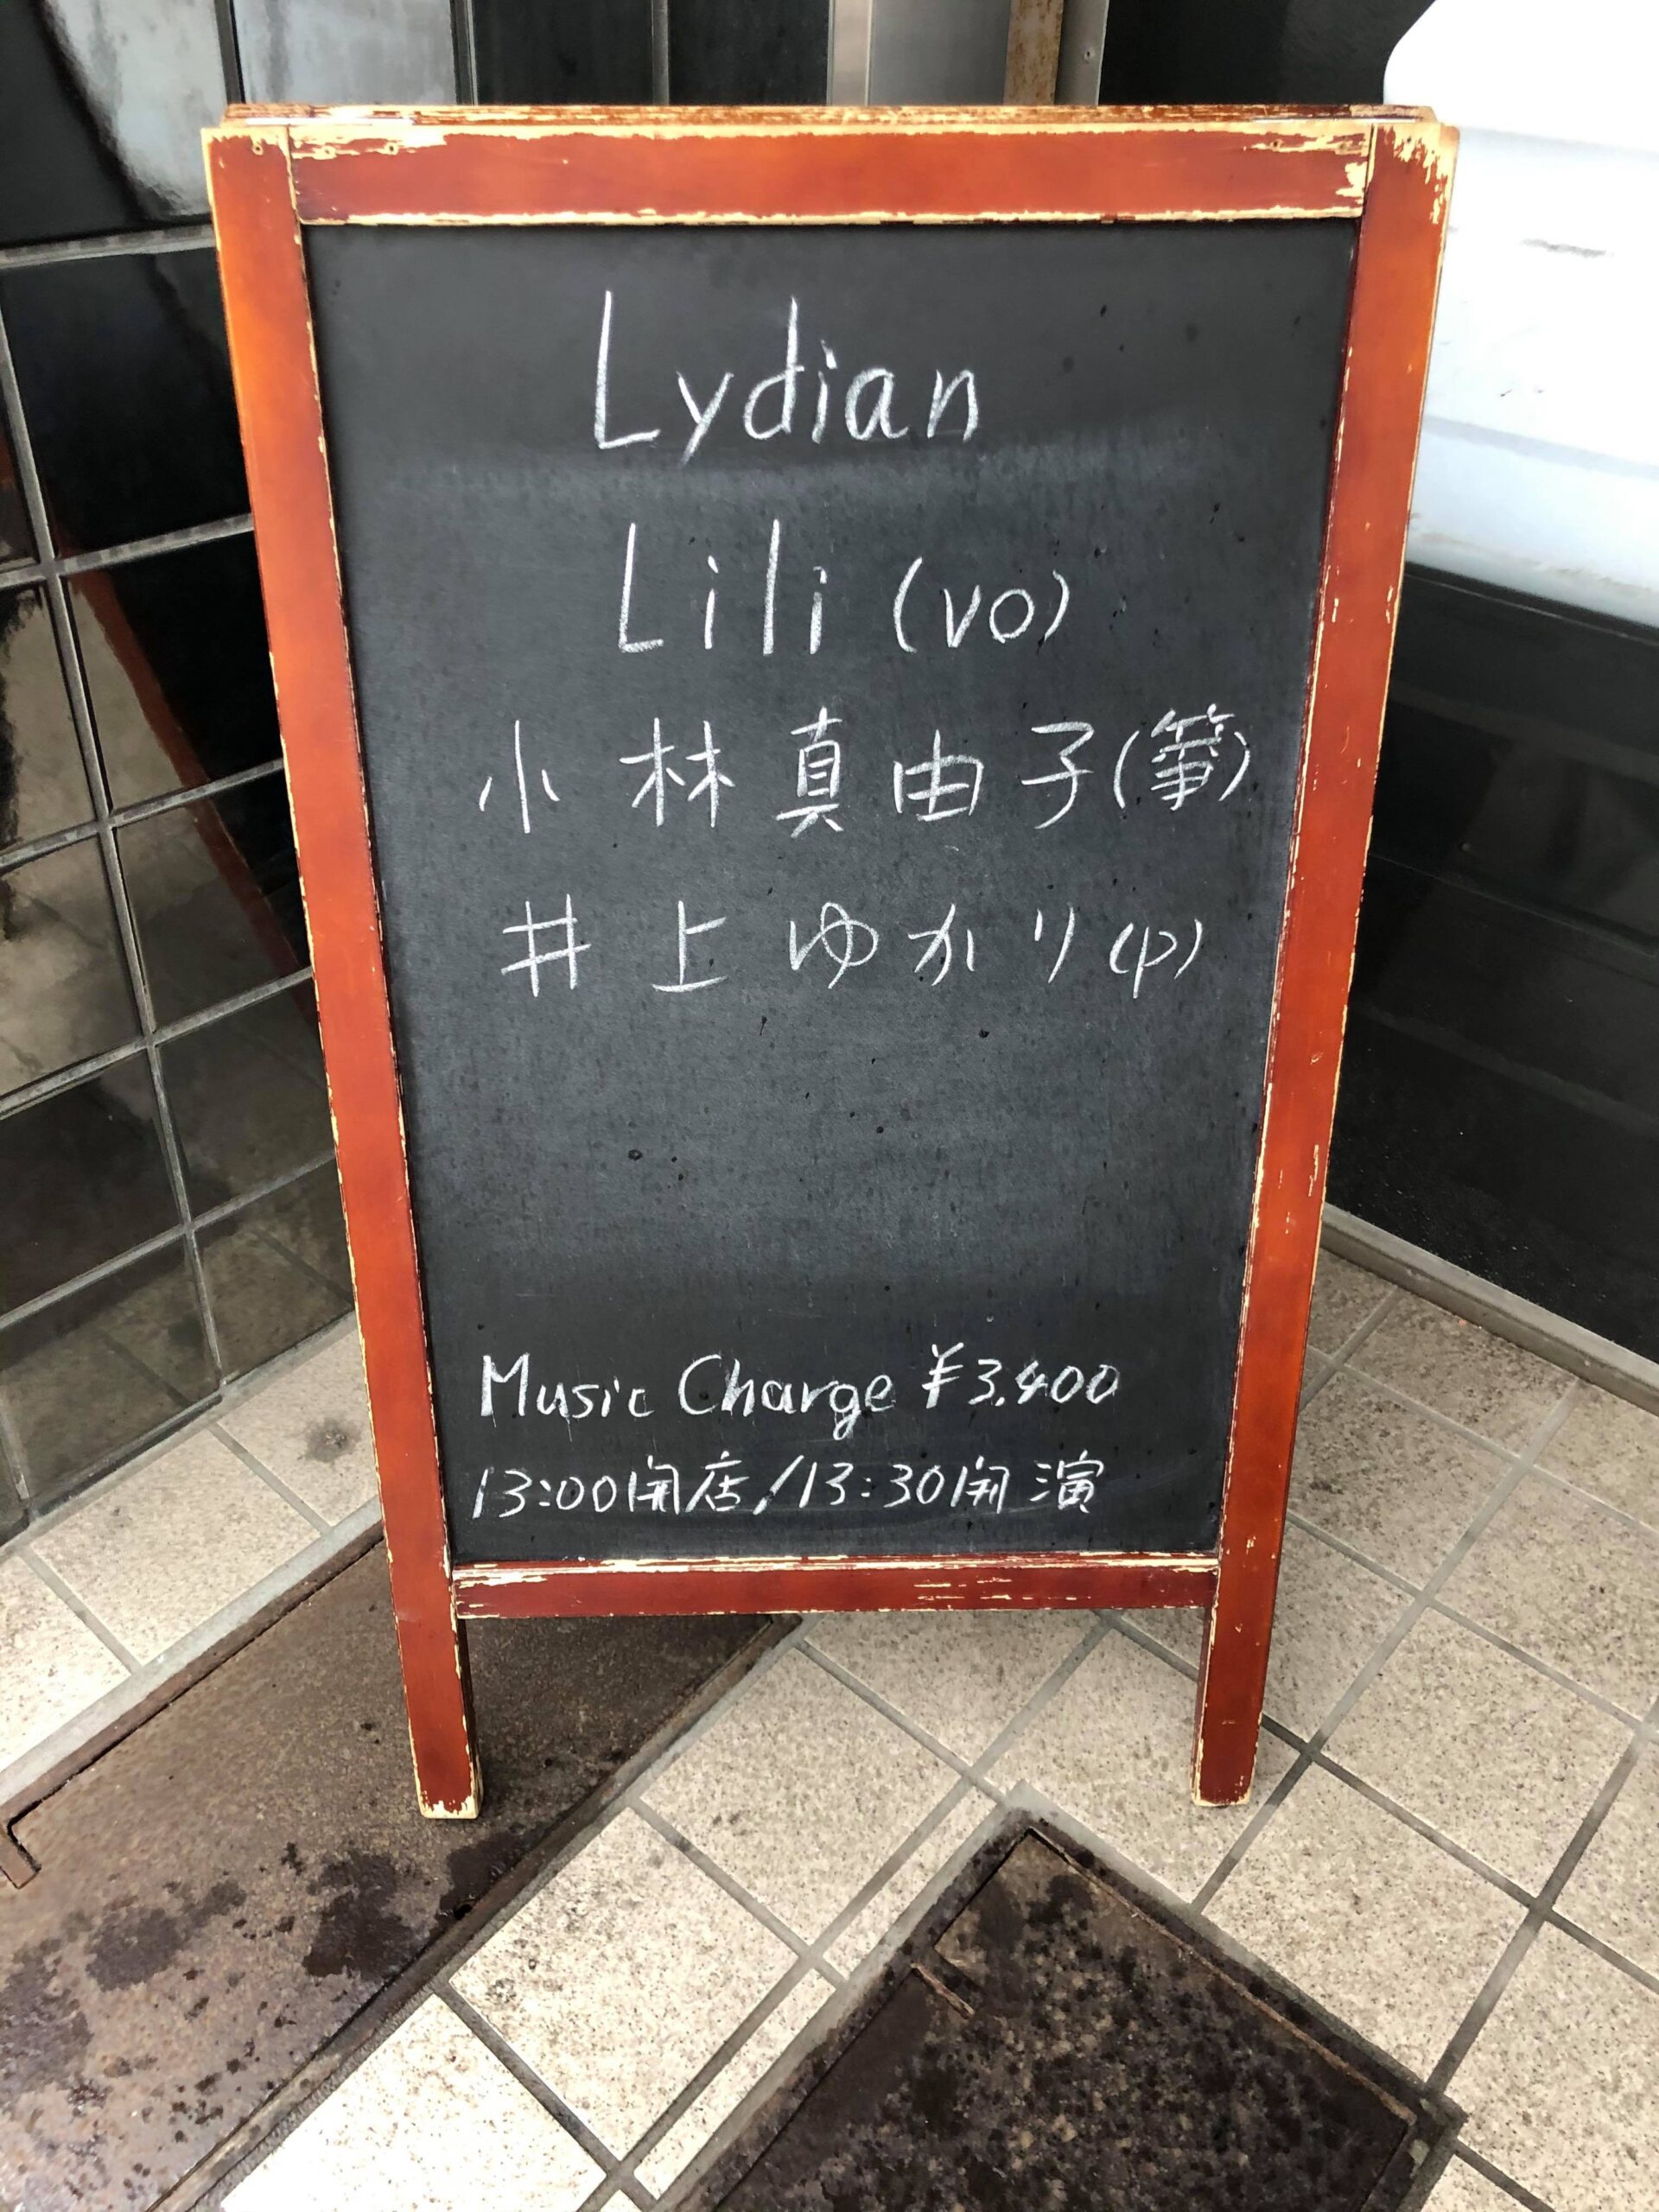 Lydian
Lili (vo)
小林真由子(箏)
井上ゆかり(p)
Music Charge ¥3.400
13:00開店/13:30開演